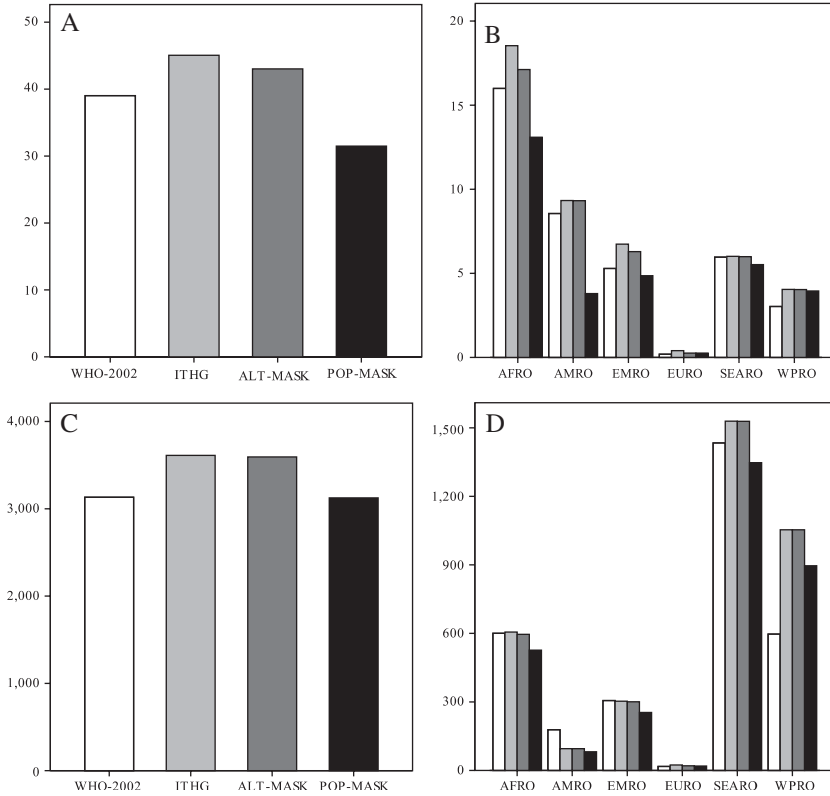 A
50
40
30
20
10
0
WHO-2002 ITHG ALT-MASK POP-MASK
B
20
15
10
5
0
AFRO AMRO EMRO EURO SEARO WPRO
C
4,000
3,000
2,000
1,000
0
WHO-2002 ITHG ALT-MASK POP-MASK
D
1,500
1,200
900
600
300
0
AFRO AMRO EMRO EURO SEARO WPRO